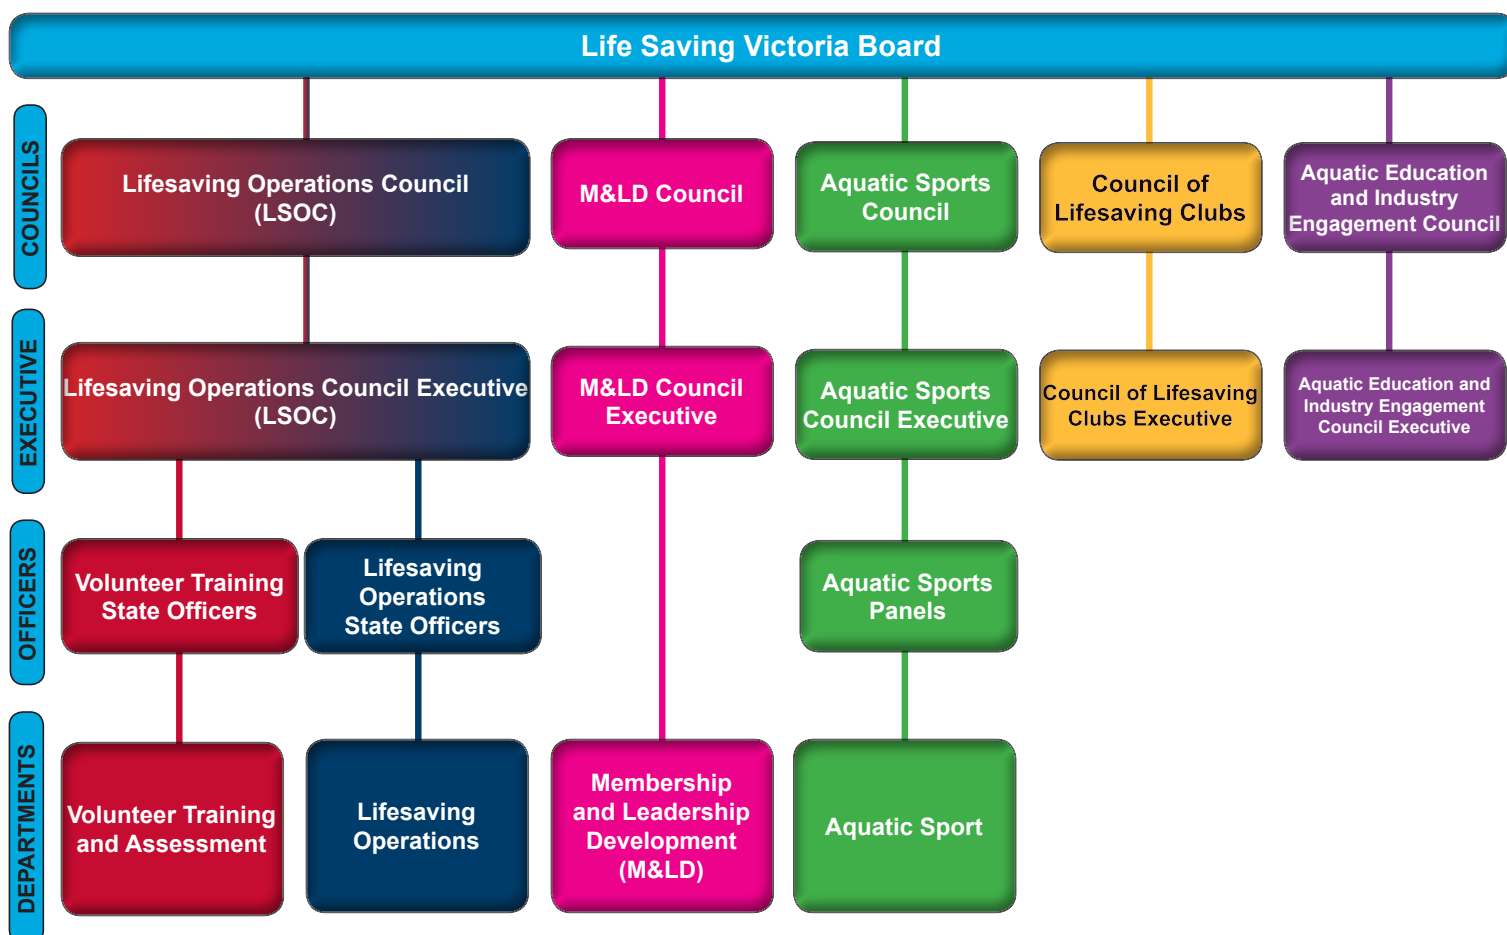 Life Saving Victoria Board
COUNCILS
Lifesaving Operations Council
(LSOC)
M&LD Council
Aquatic Sports
Council
Council of
Lifesaving Clubs
Aquatic Education
and Industry
Engagement Council
EXECUTIVE
Lifesaving Operations Council Executive
(LSOC)
M&LD Council
Executive
Aquatic Sports
Council Executive
Council of Lifesaving
Clubs Executive
Aquatic Education and
Industry Engagement
Council Executive
OFFICERS
Volunteer Training
State Officers
Lifesaving
Operations
State Officers
Aquatic Sports
Panels
DEPARTMENTS
Volunteer Training
and Assessment
Lifesaving
Operations
Membership
and Leadership
Development
(M&LD)
Aquatic Sport